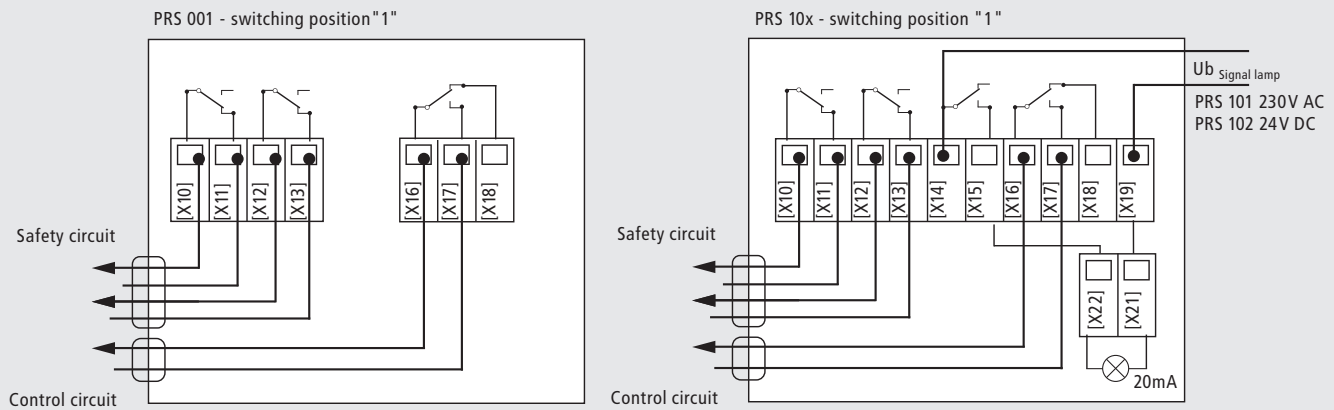 PRS 001 - switching position"1"
[X10]
[X11]
[X12]
[X13]
[X16]
[X17]
[X18]
Safety circuit
Control circuit
PRS 10x - switching position "1"
Ub Signal lamp
PRS 101 230V AC
PRS 102 24V DC
[X10]
[X11]
[X12]
[X13]
[X14]
[X15]
[X16]
[X17]
[X18]
[X19]
Safety circuit
[X22]
[X21]
20mA
Control circuit